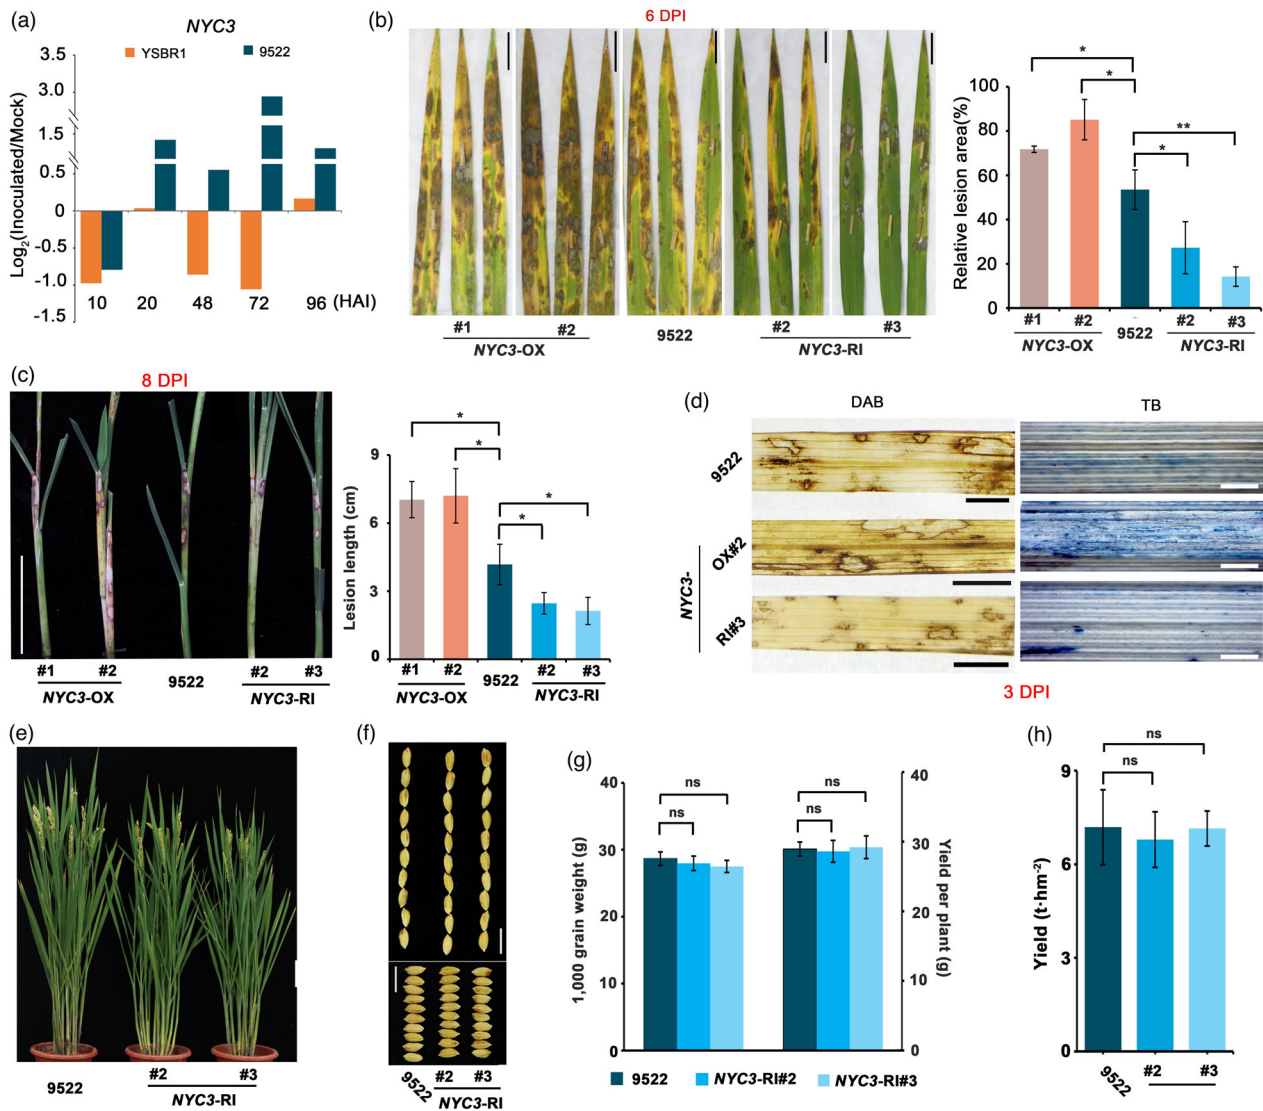 (a)
NYC3
YSBR1
9522
Log2(Inoculated/Mock)
3.5
3.0
1.5
0.5
0
-0.5
-1.0
-1.5
10 20 48 72 96 (HAI)
(b)
6 DPI
#1 #2 9522 #2 #3
NYC3-OX NYC3-RI
Relative lesion area(%)
100
80
60
40
20
0
* * ** *
#1 #2 9522 #2 #3
NYC3-OX NYC3-RI
(c)
8 DPI
#1 #2 9522 #2 #3
NYC3-OX NYC3-RI
Lesion length (cm)
9
6
3
0
* * * *
#1 #2 9522 #2 #3
NYC3-OX NYC3-RI
(d)
DAB TB
9522
NYC3-
OX#2
RI#3
3 DPI
(e)
9522 #2 #3
NYC3-RI
(f)
9522 #2 #3
NYC3-RI
(g)
1,000 grain weight (g)
40
30
20
10
0
ns ns ns ns
Yield per plant (g)
40
30
20
10
0
9522 NYC3-RI#2 NYC3-RI#3
(h)
Yield (t·hm-2)
9
6
3
0
ns
ns
9522 #2 #3